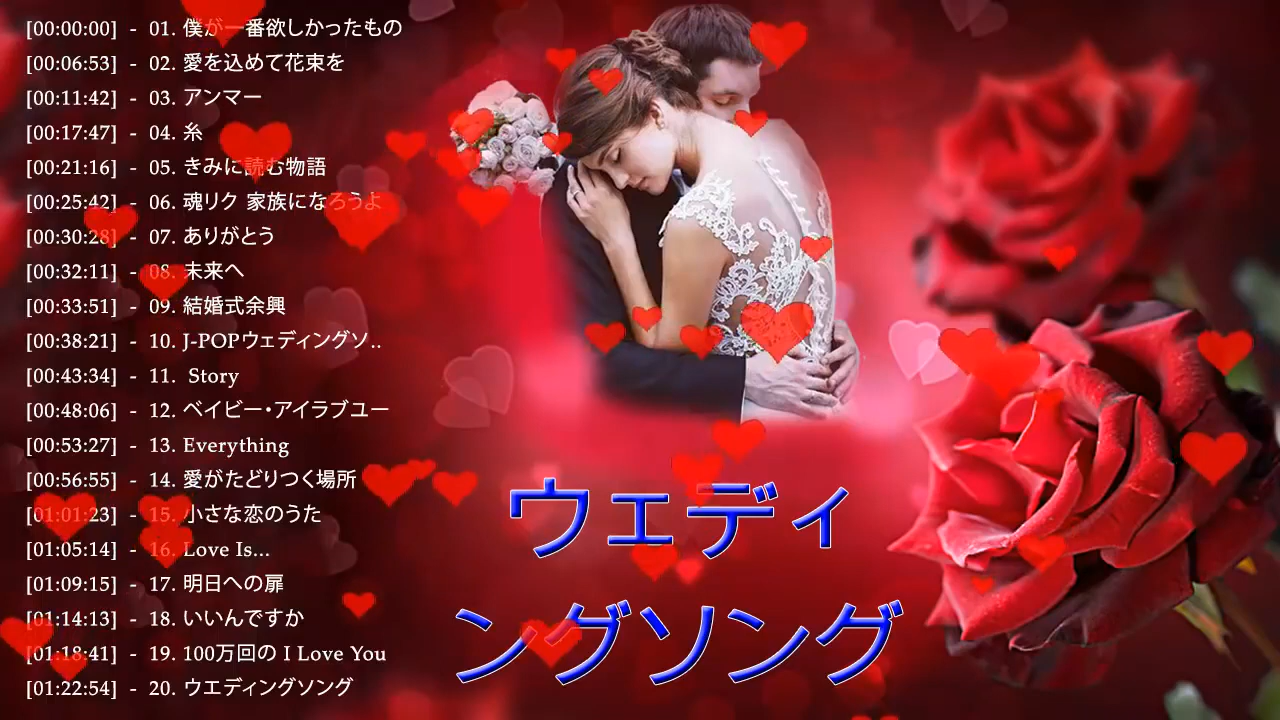 [00:00:00] - 01. 僕が一番欲しかったもの
[00:06:53] - 02. 愛を込めて花束を
[00:11:42] - 03. アンマー
[00:17:47] - 04. 糸
[00:21:16] - 05. きみに読む物語
[00:25:42] - 06. 魂リク 家族になろうよ
[00:30:28] - 07. ありがとう
[00:32:11] - 08. 未来へ
[00:33:51] - 09. 結婚式余興
[00:38:21] - 10. J-POPウェディングソ..
[00:43:34] - 11. Story
[00:48:06] - 12. ベイビー・アイラブユー
[00:53:27] - 13. Everything
[00:56:55] - 14. 愛がたどりつく場所
[01:01:23] - 15. 小さな恋のうた
[01:05:14] - 16. Love Is...
[01:09:15] - 17. 明日への扉
[01:14:13] - 18. いいんですか
[01:18:41] - 19. 100万回の I Love You
[01:22:54] - 20. ウエディングソング
ウェディ
ングソング